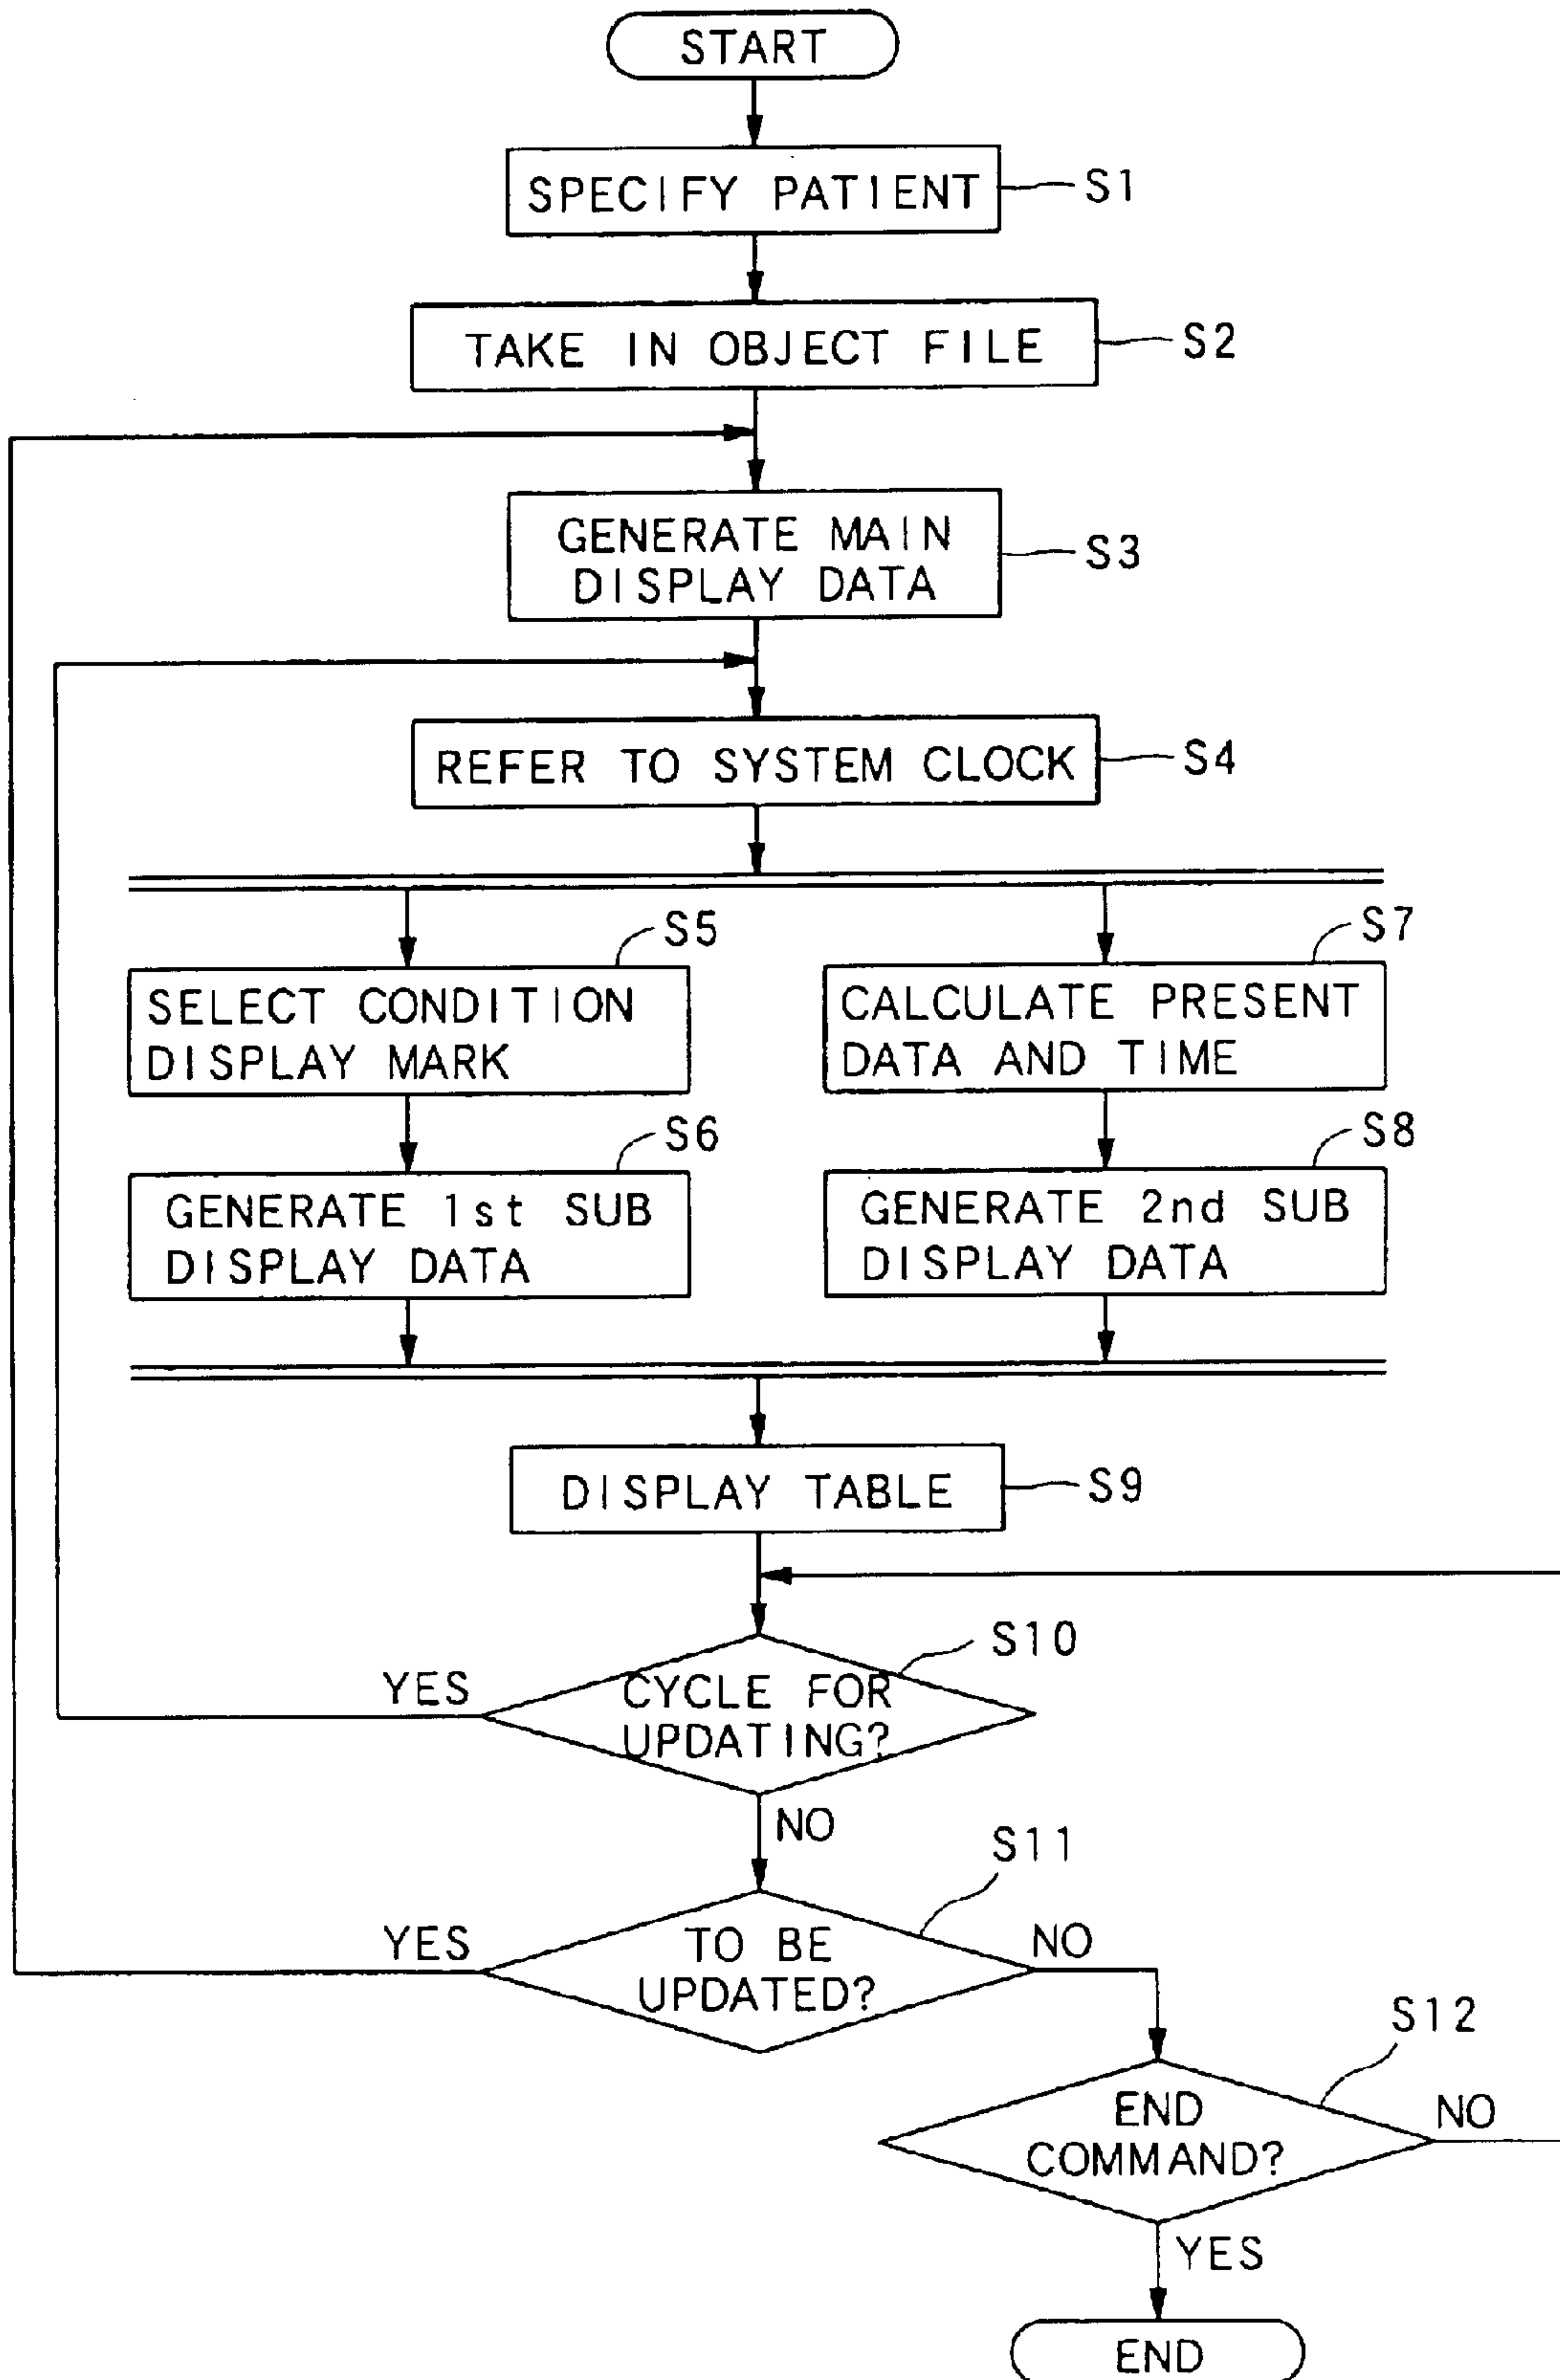 START
SPECIFY PATIENT
S1
TAKE IN OBJECT FILE
S2
GENERATE MAIN
DISPLAY DATA
S3
REFER TO SYSTEM CLOCK
S4
S5
SELECT CONDITION
DISPLAY MARK
S7
CALCULATE PRESENT
DATA AND TIME
S6
GENERATE 1st SUB
DISPLAY DATA
S8
GENERATE 2nd SUB
DISPLAY DATA
DISPLAY TABLE
S9
S10
CYCLE FOR
UPDATING?
YES
NO
S11
TO BE
UPDATED?
YES
NO
S12
END
COMMAND?
NO
YES
END